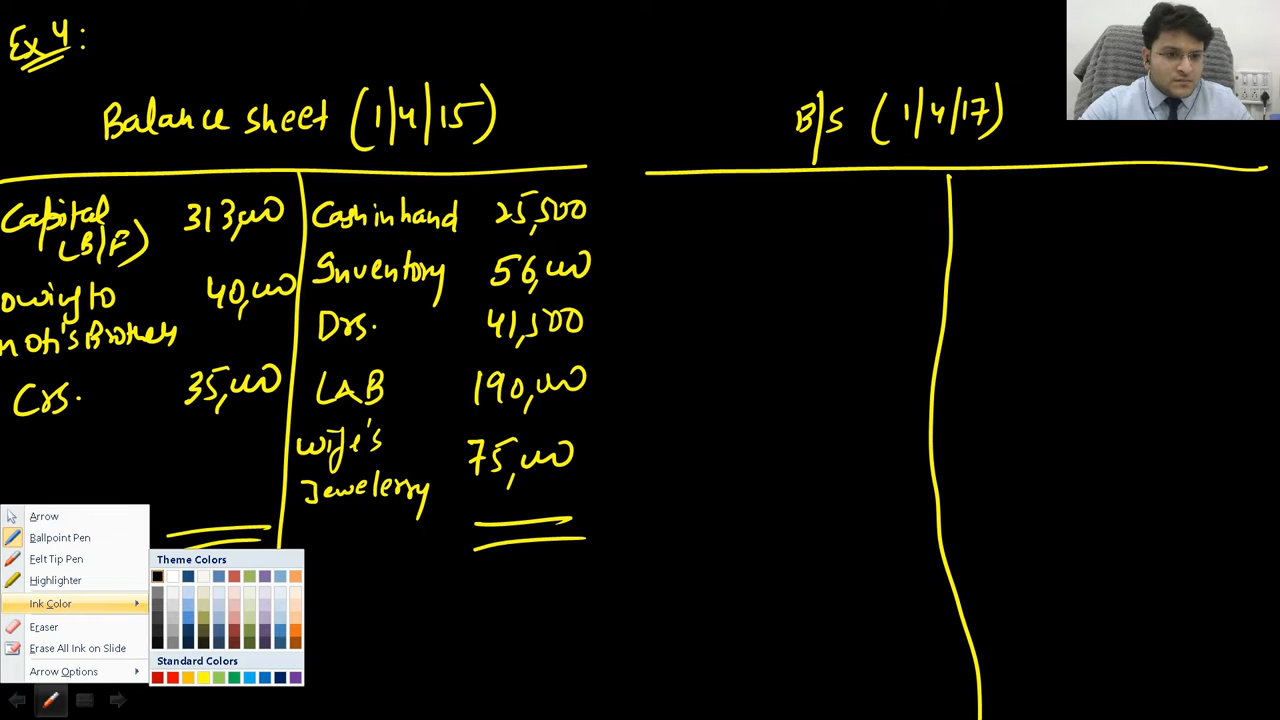 Ex 4:
Balance sheet (1/4/15)
Capital 313,000
(B/F)
owing to 40,000
Brothers
Crs. 35,000
Cash in hand 25,500
Inventory 56,000
Drs. 41,500
L&B 190,000
wife's
Jewelerry 75,000
B/S (1/4/17)
Arrow
Ballpoint Pen
Felt Tip Pen
Highlighter
Ink Color
Eraser
Erase All Ink on Slide
Arrow Options
Theme Colors
Standard Colors